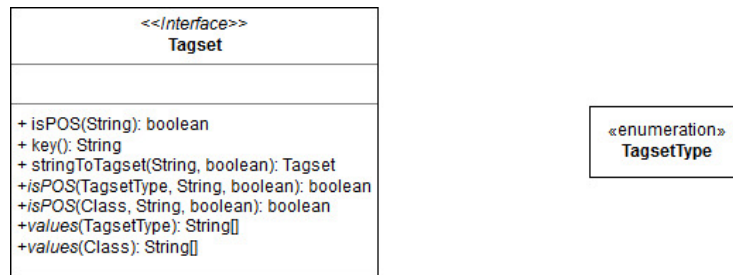 <<Interface>>
Tagset
+ isPOS(String): boolean
+ key(): String
+ stringToTagset(String, boolean): Tagset
+isPOS(TagsetType, String, boolean): boolean
+isPOS(Class, String, boolean): boolean
+values(TagsetType): String[]
+values(Class): String[]
«enumeration»
TagsetType